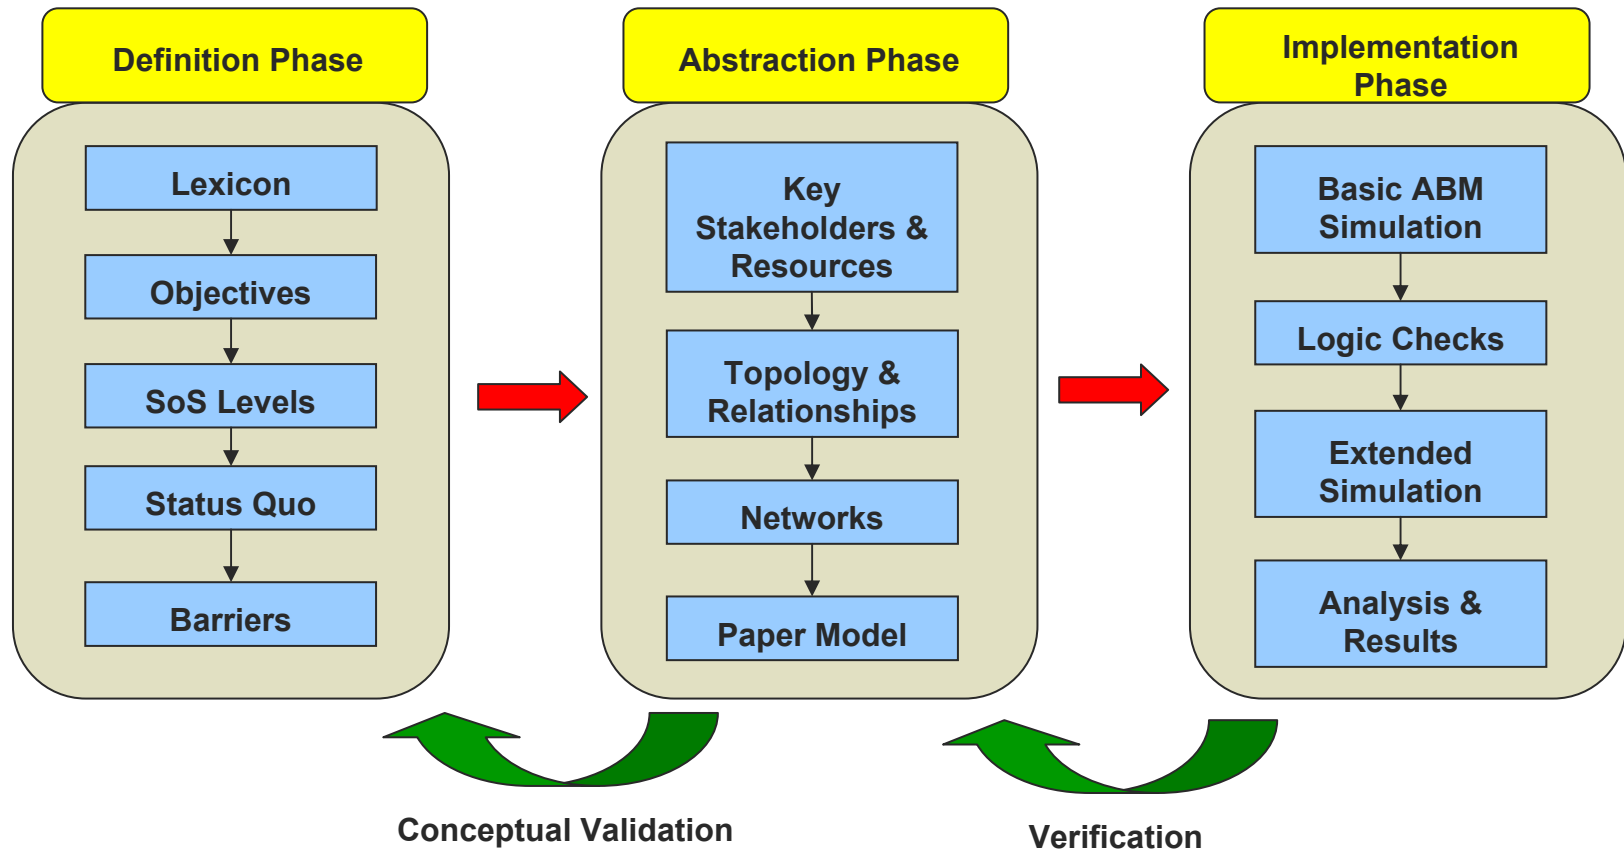 Definition Phase
Lexicon
Objectives
SoS Levels
Status Quo
Barriers
Abstraction Phase
Key
Stakeholders &
Resources
Topology &
Relationships
Networks
Paper Model
Implementation
Phase
Basic ABM
Simulation
Logic Checks
Extended
Simulation
Analysis &
Results
Conceptual Validation
Verification